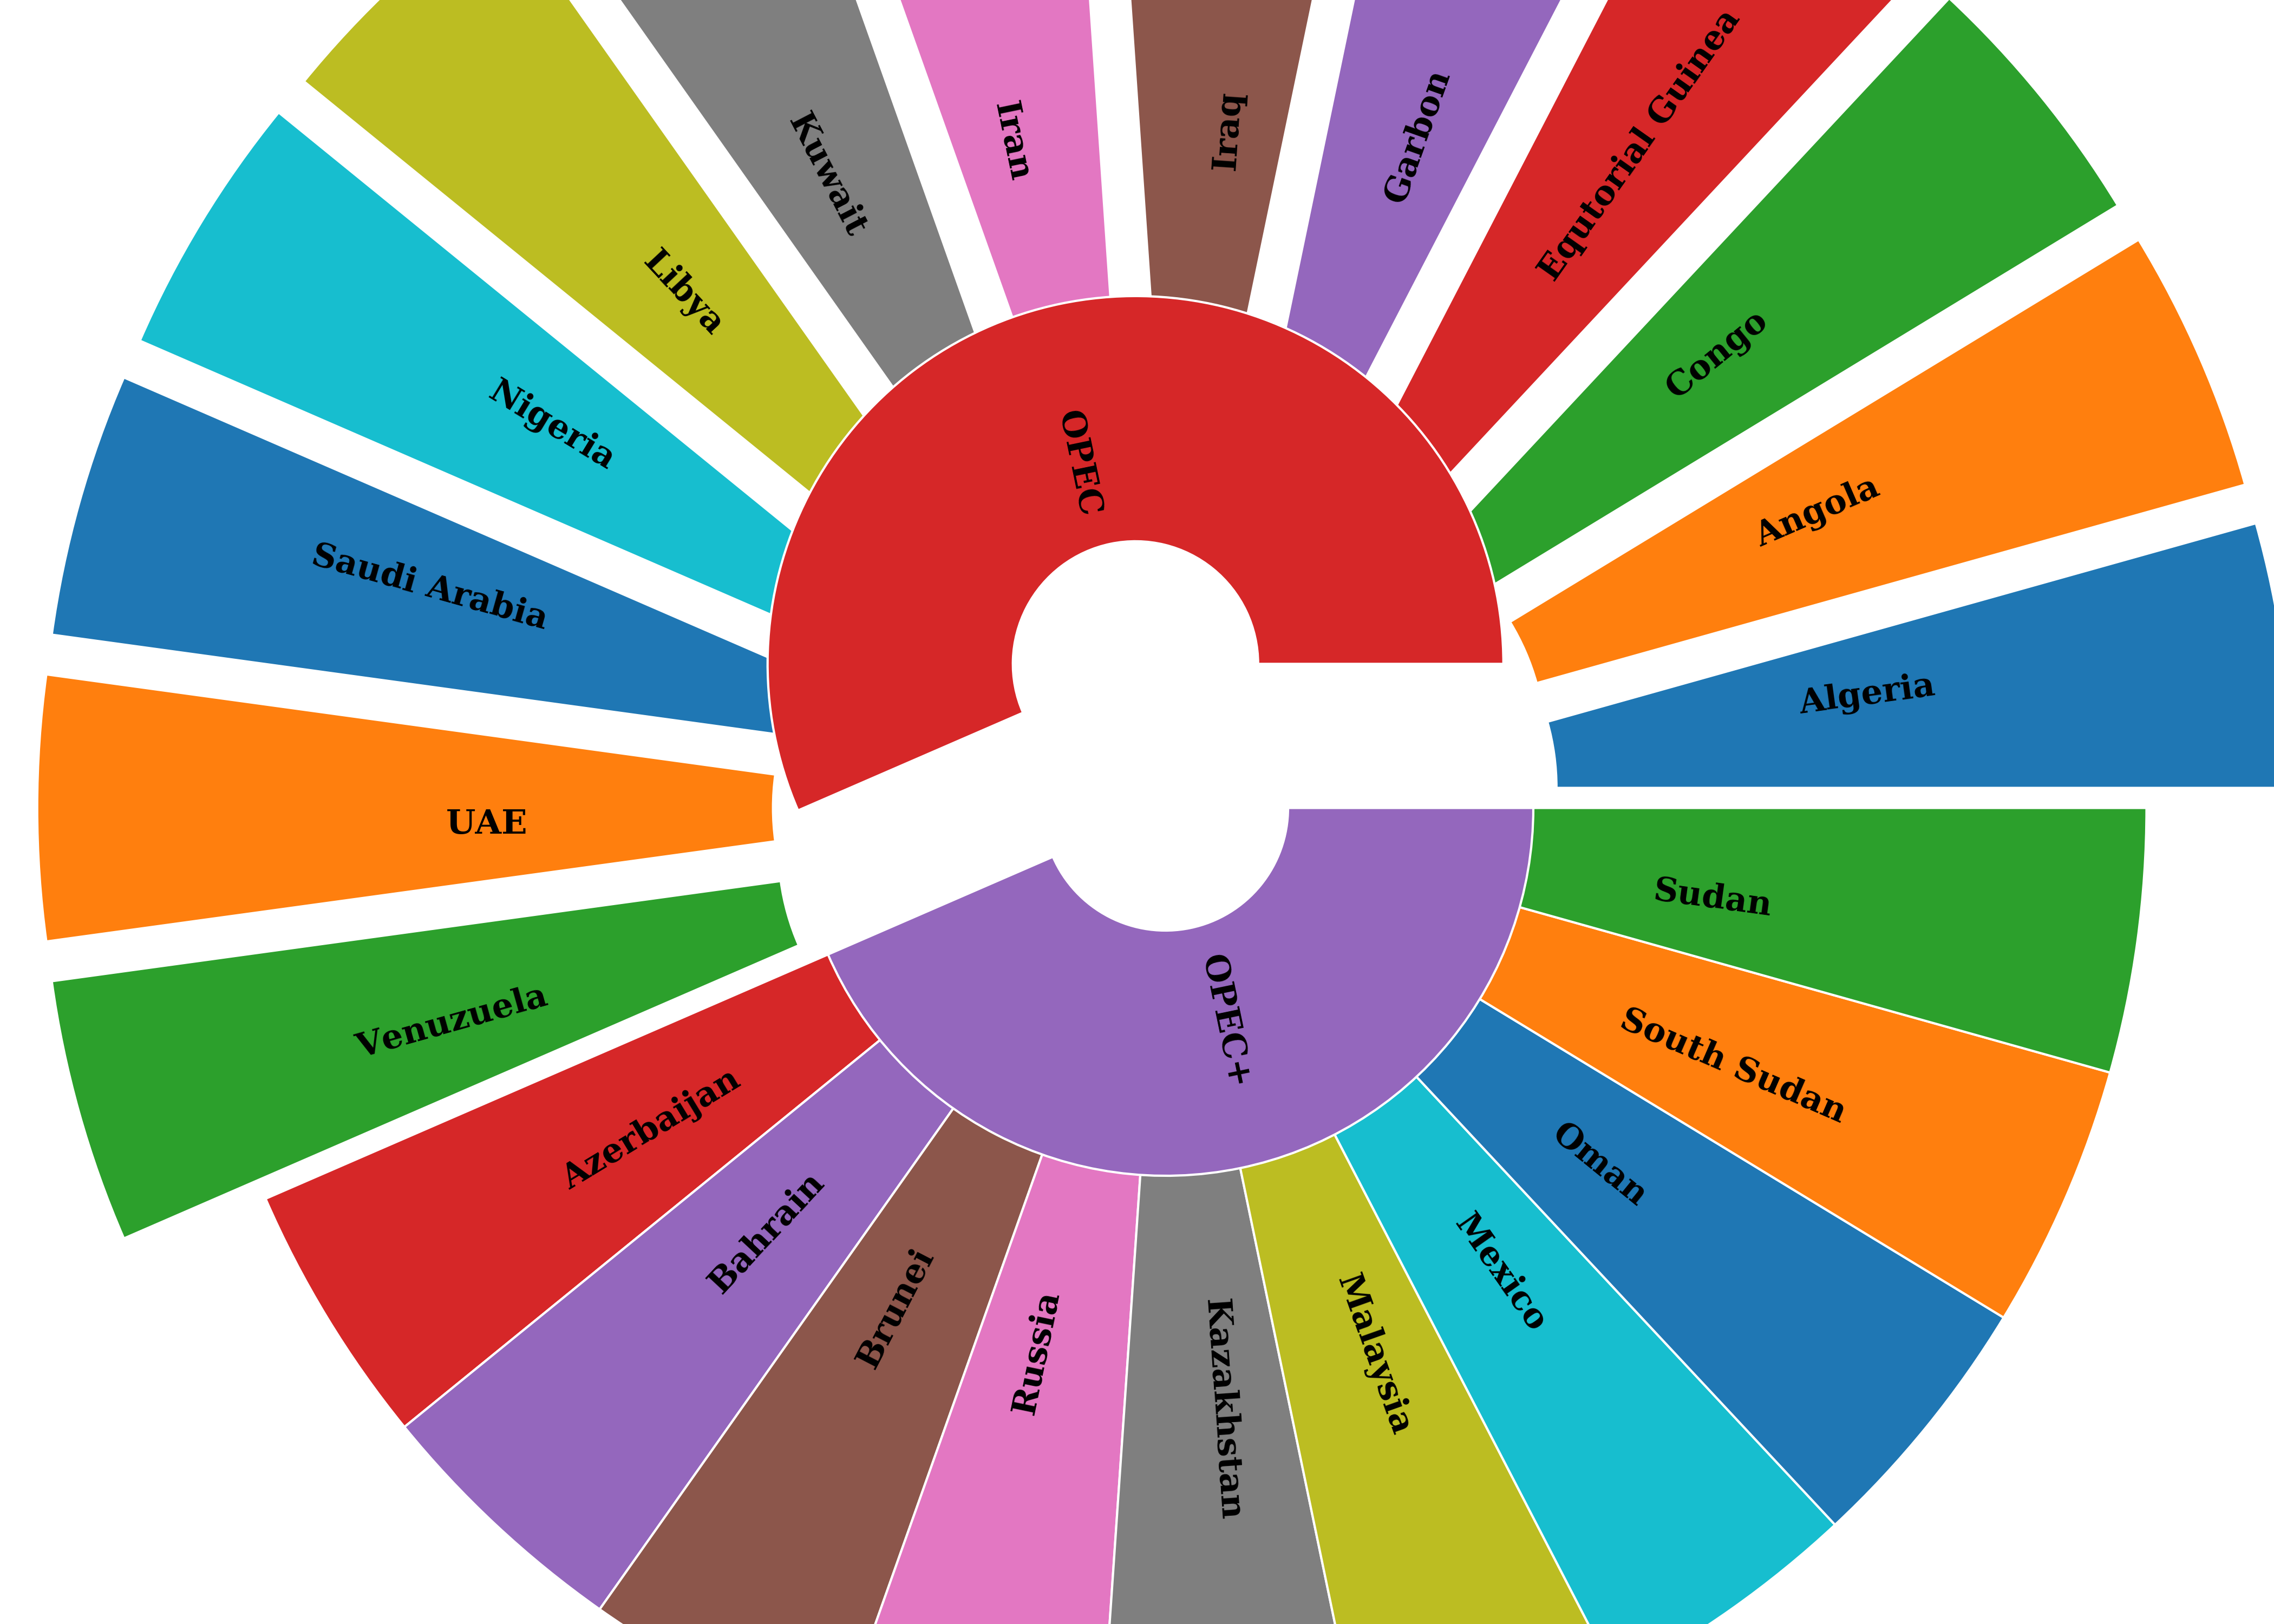 OPEC
Algeria
Angola
Congo
Equtorial Guinea
Garbon
Iraq
Iran
Kuwait
Libya
Nigeria
Saudi Arabia
UAE
Venuzuela
OPEC+
Azerbaijan
Bahrain
Brunei
Russia
Kazakhstan
Malaysia
Mexico
Oman
South Sudan
Sudan